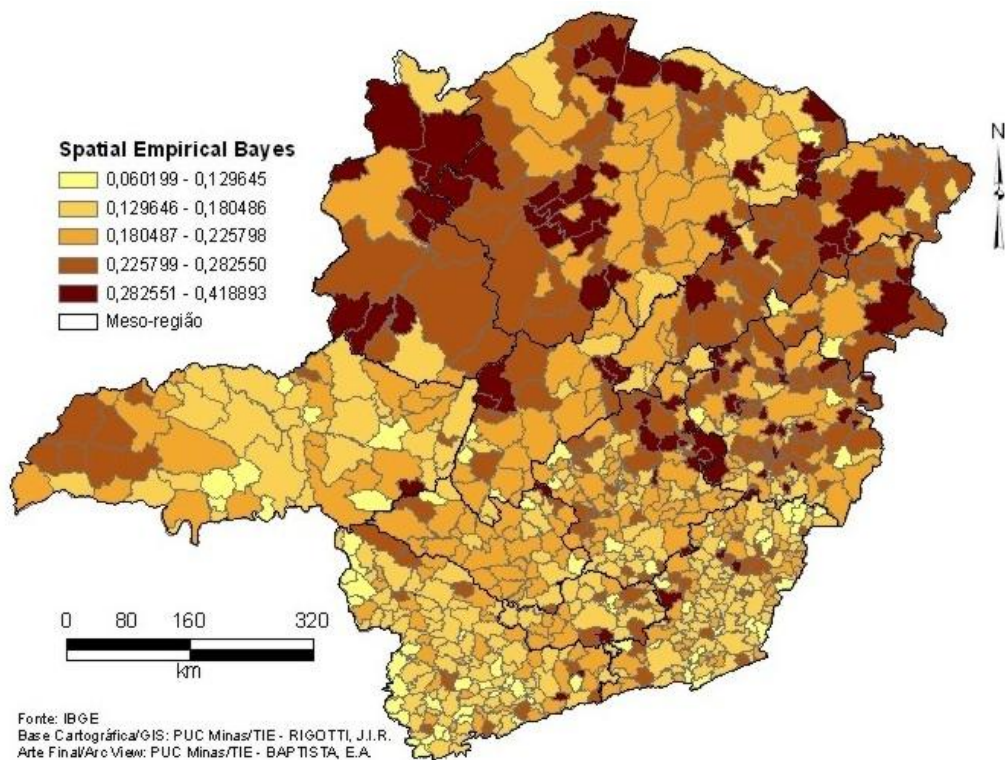 Spatial Empirical Bayes
0,060199 - 0,129645
0,129646 - 0,180486
0,180487 - 0,225798
0,225799 - 0,282550
0,282551 - 0,418893
Meso-região
N
0 80 160 320
km
Fonte: IBGE
Base Cartográfica/GIS: PUC Minas/TIE - RIGOTTI, J.I.R.
Arte Final/Arc View: PUC Minas/TIE - BAPTISTA, E.A.